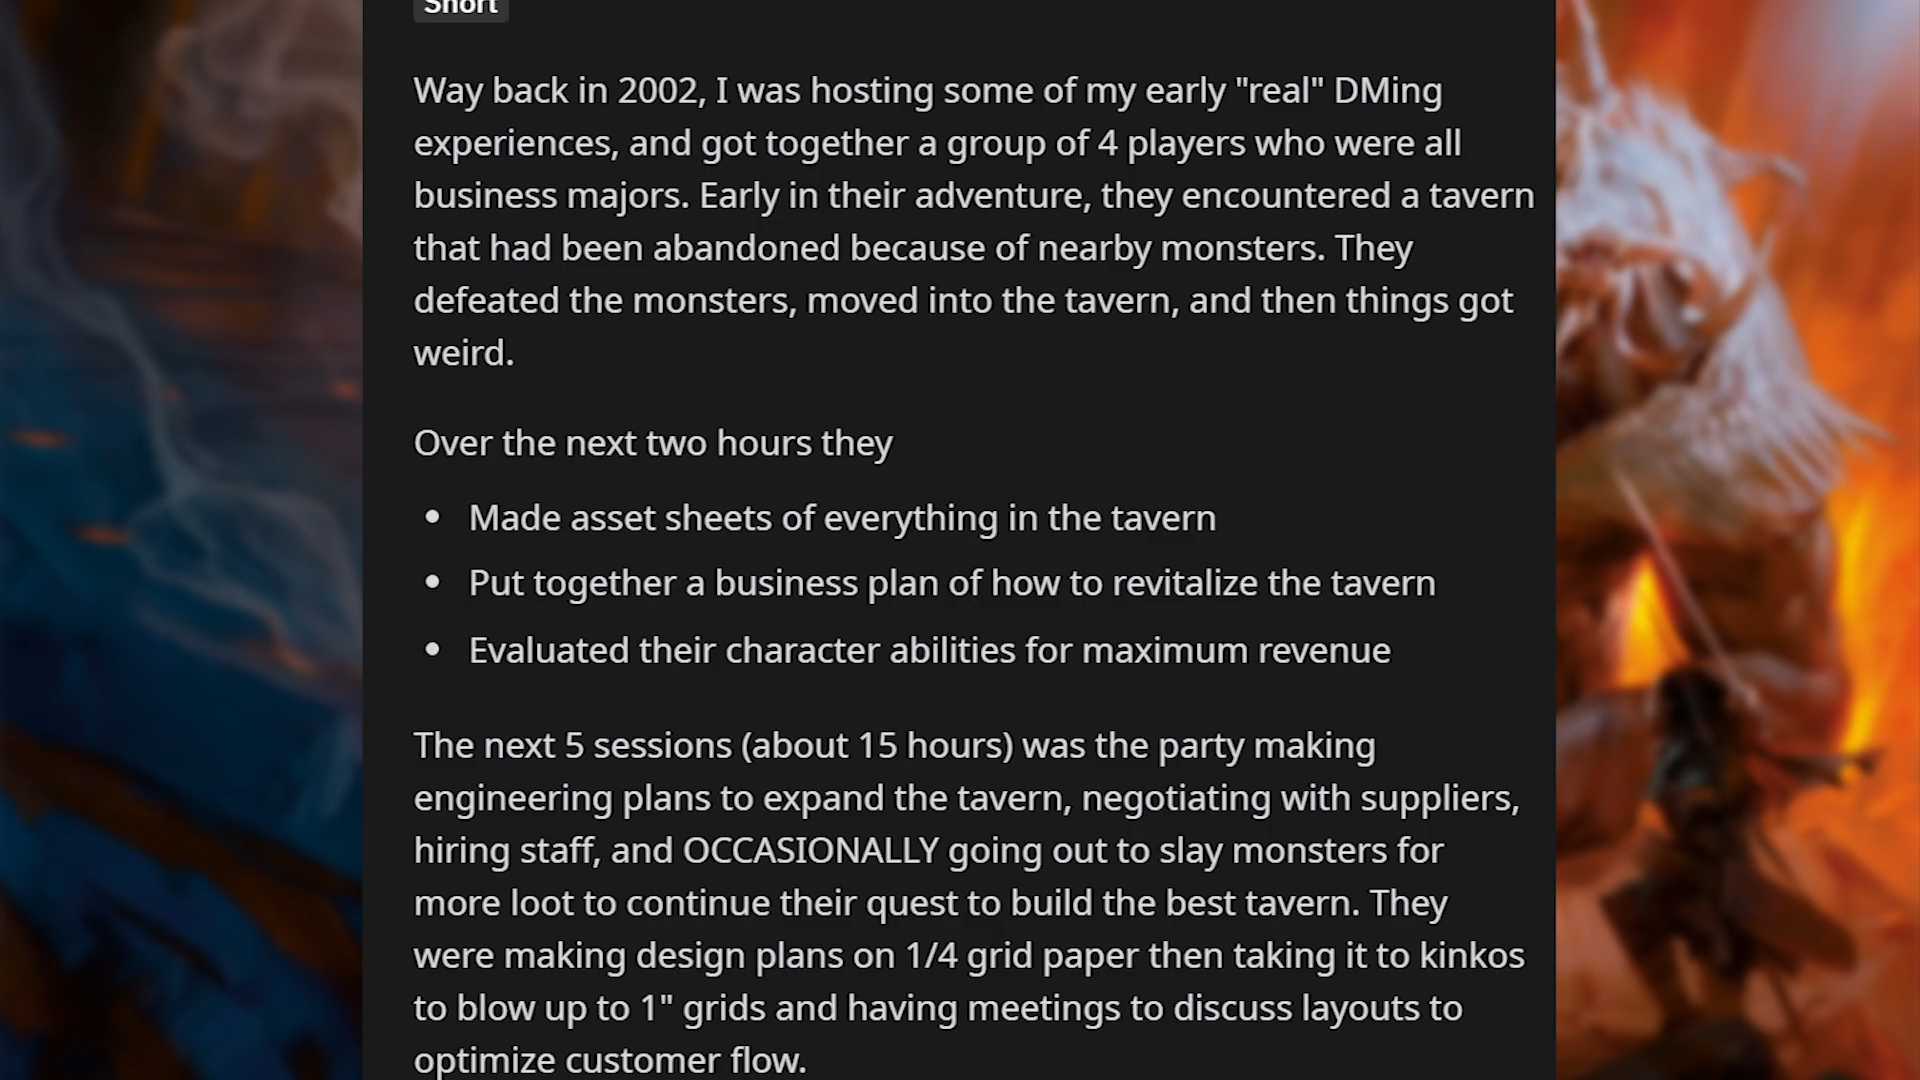 Short
Way back in 2002, I was hosting some of my early "real" DMing
experiences, and got together a group of 4 players who were all
business majors. Early in their adventure, they encountered a tavern
that had been abandoned because of nearby monsters. They
defeated the monsters, moved into the tavern, and then things got
weird.
Over the next two hours they
• Made asset sheets of everything in the tavern
• Put together a business plan of how to revitalize the tavern
• Evaluated their character abilities for maximum revenue
The next 5 sessions (about 15 hours) was the party making
engineering plans to expand the tavern, negotiating with suppliers,
hiring staff, and OCCASIONALLY going out to slay monsters for
more loot to continue their quest to build the best tavern. They
were making design plans on 1/4 grid paper then taking it to kinkos
to blow up to 1" grids and having meetings to discuss layouts to
optimize customer flow.